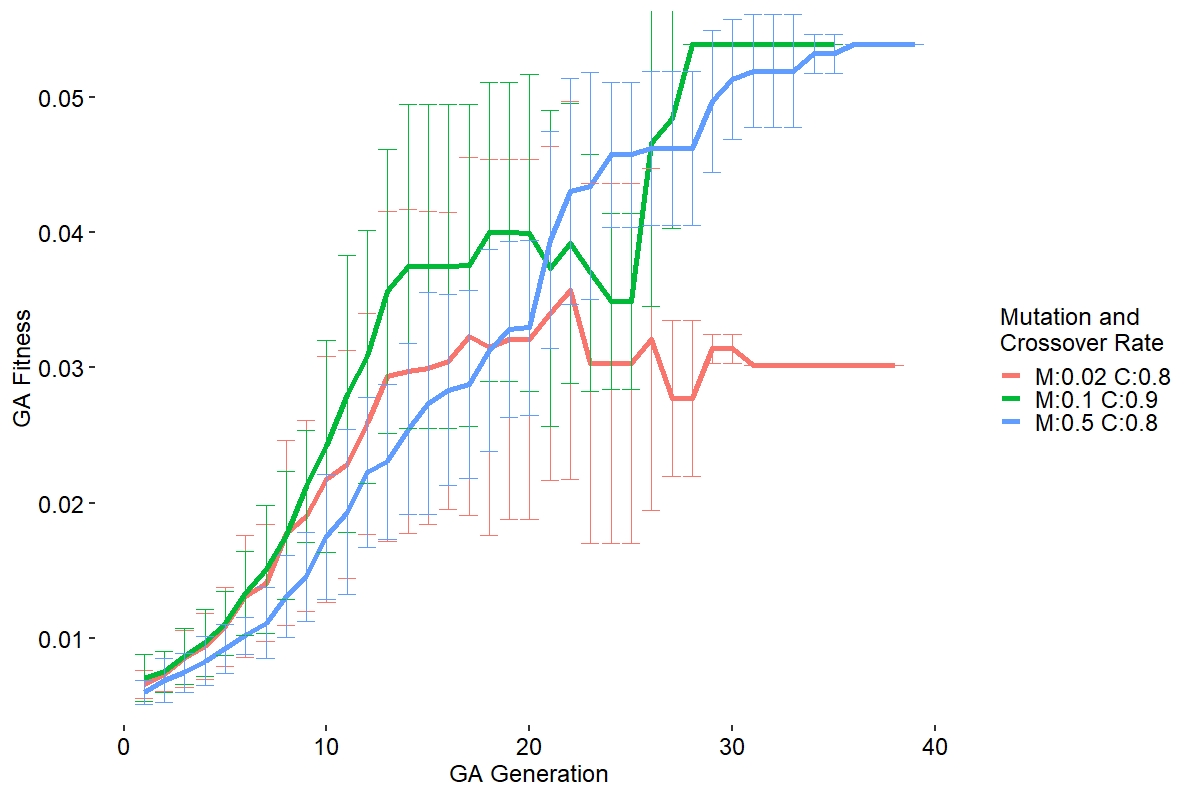 0.05
0.04
0.03
0.02
0.01
GA Fitness
0
10
20
30
40
GA Generation
Mutation and
Crossover Rate
M:0.02 C:0.8
M:0.1 C:0.9
M:0.5 C:0.8